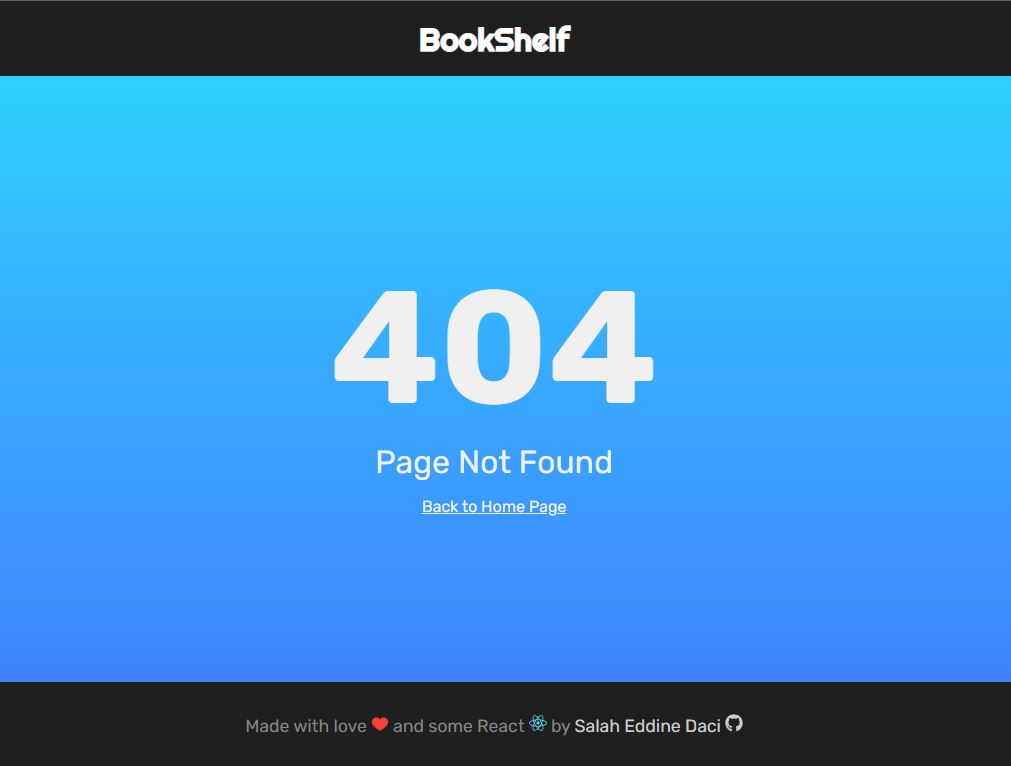 BookShelf
404
Page Not Found
Back to Home Page
Made with love and some React by Salah Eddine Daci